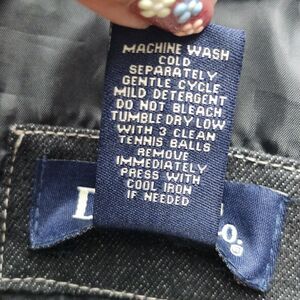 MACHINE WASH
COLD
SEPARATELY
GENTLE CYCLE
MILD DETERGENT
DO NOT BLEACH
TUMBLE DRY LOW
WITH 3 CLEAN
TENNIS BALLS
REMOVE
IMMEDIATELY
PRESS WITH
COOL IRON
IF NEEDED